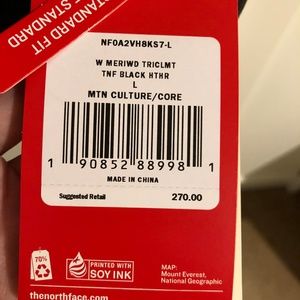 STANDARD FIT
STANDARD
NF0A2VH8KS7-L
W MERIWD TRICLMT
TNF BLACK HTHR
L
MTN CULTURE/CORE
1 90852 88998 1
MADE IN CHINA
Suggested Retail 270.00
70%
PRINTED WITH
SOY INK
MAP:
Mount Everest,
National Geographic
thenorthface.com